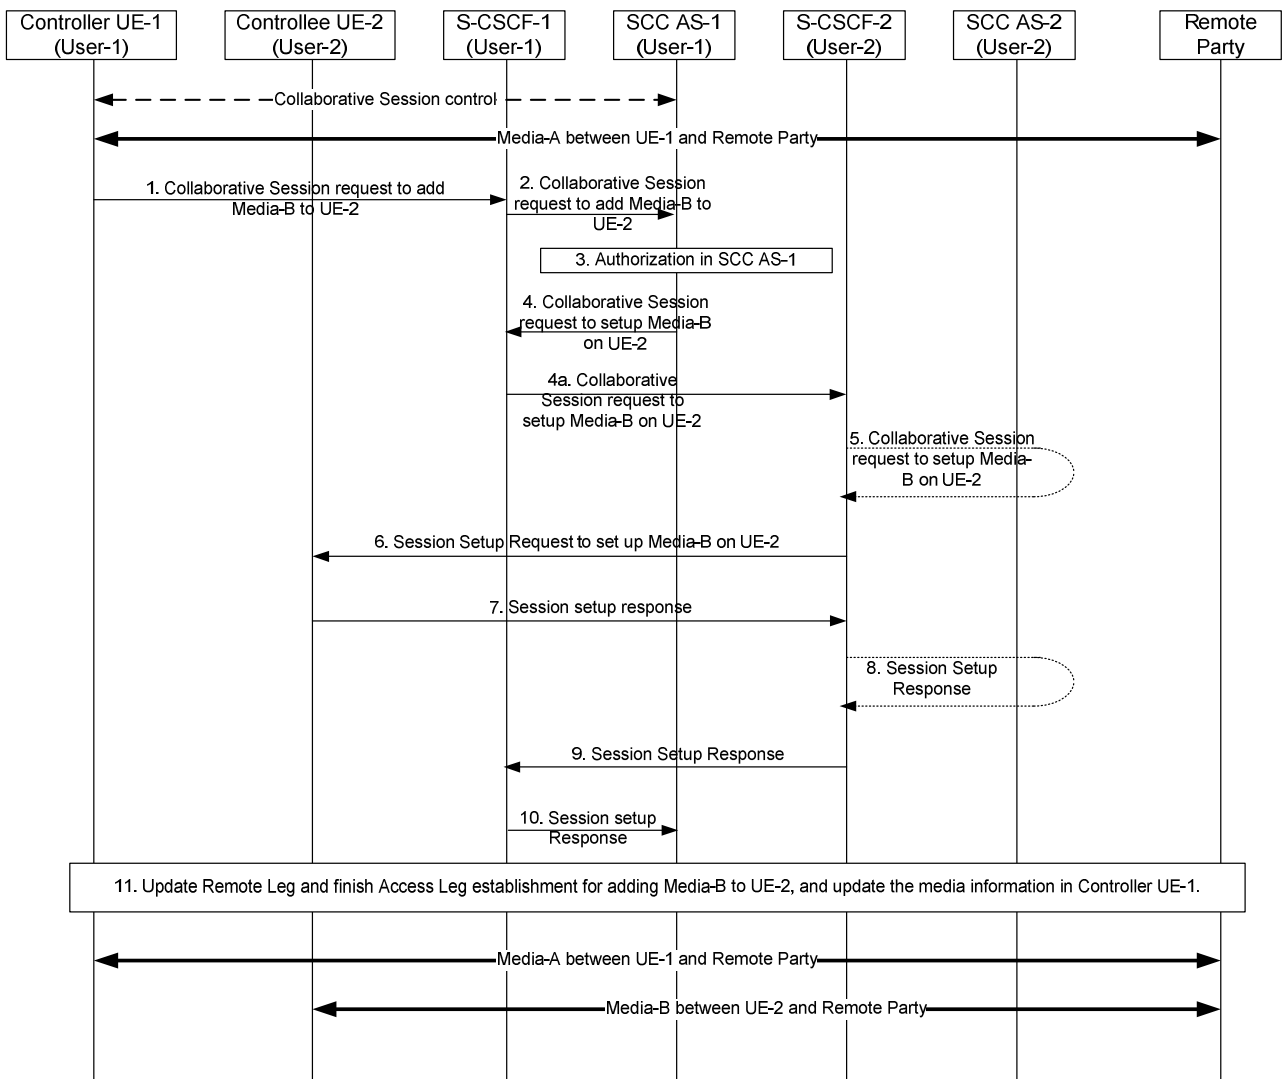 Controller UE-1
(User-1)
Controllee UE-2
(User-2)
S-CSCF-1
(User-1)
SCC AS-1
(User-1)
S-CSCF-2
(User-2)
SCC AS-2
(User-2)
Remote
Party
Collaborative Session control
Media-A between UE-1 and Remote Party
1. Collaborative Session request to add
Media-B to UE-2
2. Collaborative Session
request to add Media-B to
UE-2
3. Authorization in SCC AS-1
4. Collaborative Session
request to setup Media-B
on UE-2
4a. Collaborative
Session request to
setup Media-B on UE-2
5. Collaborative Session
request to setup Media-
B on UE-2
6. Session Setup Request to set up Media-B on UE-2
7. Session setup response
8. Session Setup
Response
9. Session Setup Response
10. Session setup
Response
11. Update Remote Leg and finish Access Leg establishment for adding Media-B to UE-2, and update the media information in Controller UE-1.
Media-A between UE-1 and Remote Party
Media-B between UE-2 and Remote Party